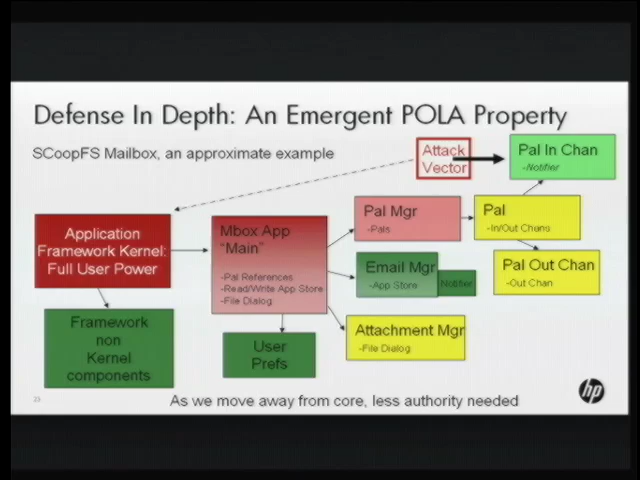 Defense In Depth: An Emergent POLA Property
SCoopFS Mailbox, an approximate example
Attack
Vector
Pal In Chan
-Notifier
Application
Framework Kernel:
Full User Power
Mbox App
"Main"
-Pal References
-Read/Write App Store
-File Dialog
Pal Mgr
-Pals
Pal
-In/Out Chans
Email Mgr
-App Store
Notifier
Pal Out Chan
-Out Chan
Framework
non
Kernel
components
User
Prefs
Attachment Mgr
-File Dialog
As we move away from core, less authority needed
23
hp